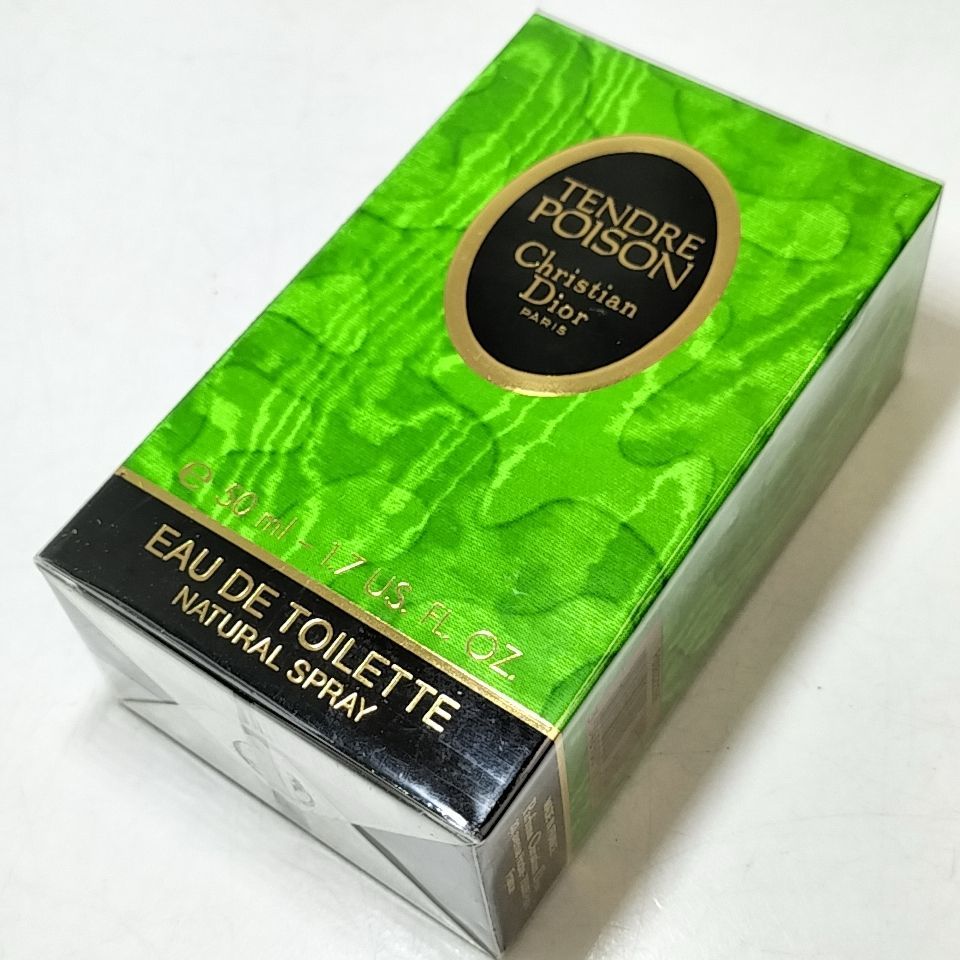 TENDRE
POISON
Christian
Dior
PARIS
e 50 ml - 1.7 US. FL. OZ.
EAU DE TOILETTE
NATURAL SPRAY